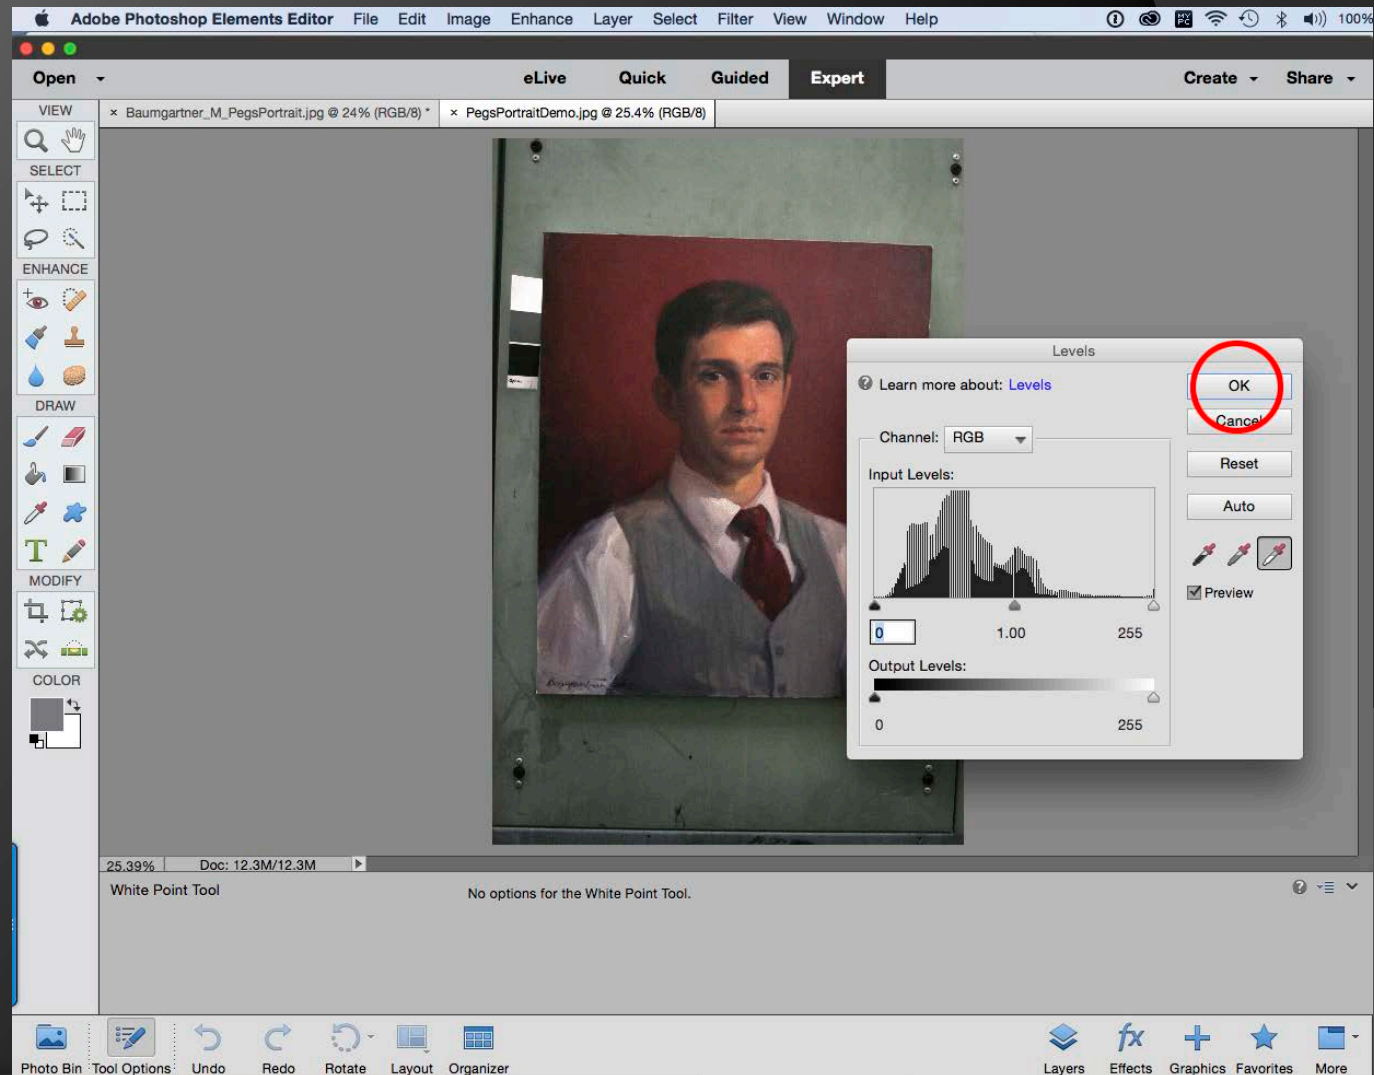 Adobe Photoshop Elements Editor File Edit Image Enhance Layer Select Filter View Window Help 100%
Open eLive Quick Guided Expert Create Share
VIEW
× Baumgartner_M_PegsPortrait.jpg @ 24% (RGB/8) * × PegsPortraitDemo.jpg @ 25.4% (RGB/8)
SELECT
ENHANCE
DRAW
T
MODIFY
COLOR
Levels
Learn more about: Levels
OK
Cancel
Channel: RGB
Reset
Input Levels:
Auto
Preview
0 1.00 255
Output Levels:
0 255
25.39% Doc: 12.3M/12.3M
White Point Tool No options for the White Point Tool.
Photo Bin Tool Options Undo Redo Rotate Layout Organizer Layers Effects Graphics Favorites More